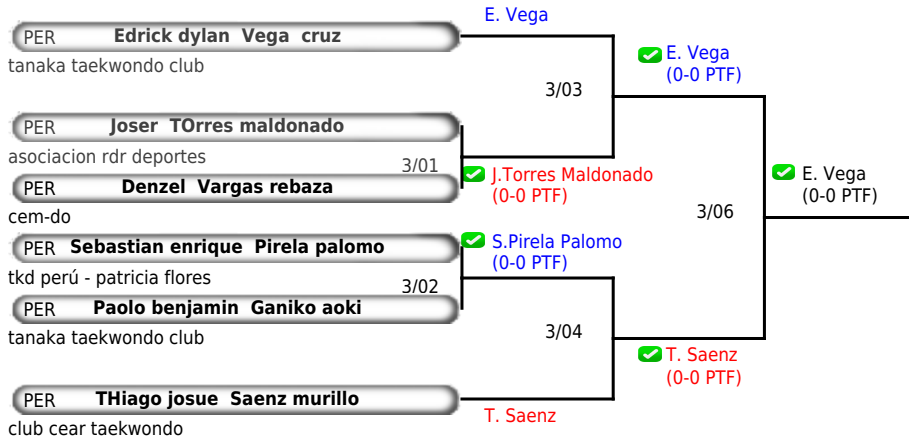 E. Vega
PER Edrick dylan Vega cruz
tanaka taekwondo club
E. Vega
(0-0 PTF)
3/03
PER Joser TOrres maldonado
asociacion rdr deportes
3/01
J.Torres Maldonado
(0-0 PTF)
PER Denzel Vargas rebaza
cem-do
E. Vega
(0-0 PTF)
3/06
PER Sebastian enrique Pirela palomo
S.Pirela Palomo
(0-0 PTF)
tkd perú - patricia flores
3/02
PER Paolo benjamin Ganiko aoki
tanaka taekwondo club
3/04
T. Saenz
(0-0 PTF)
PER THiago josue Saenz murillo
T. Saenz
club cear taekwondo